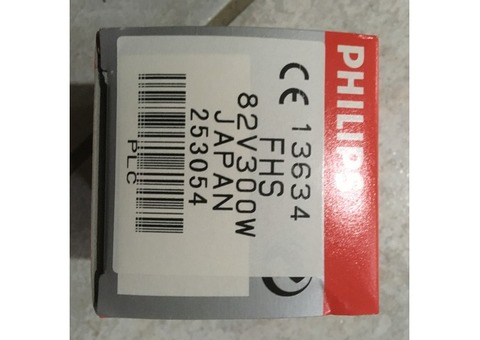 PHILIPS
CE 13634
FHS
82V300W
JAPAN
253054
PLC